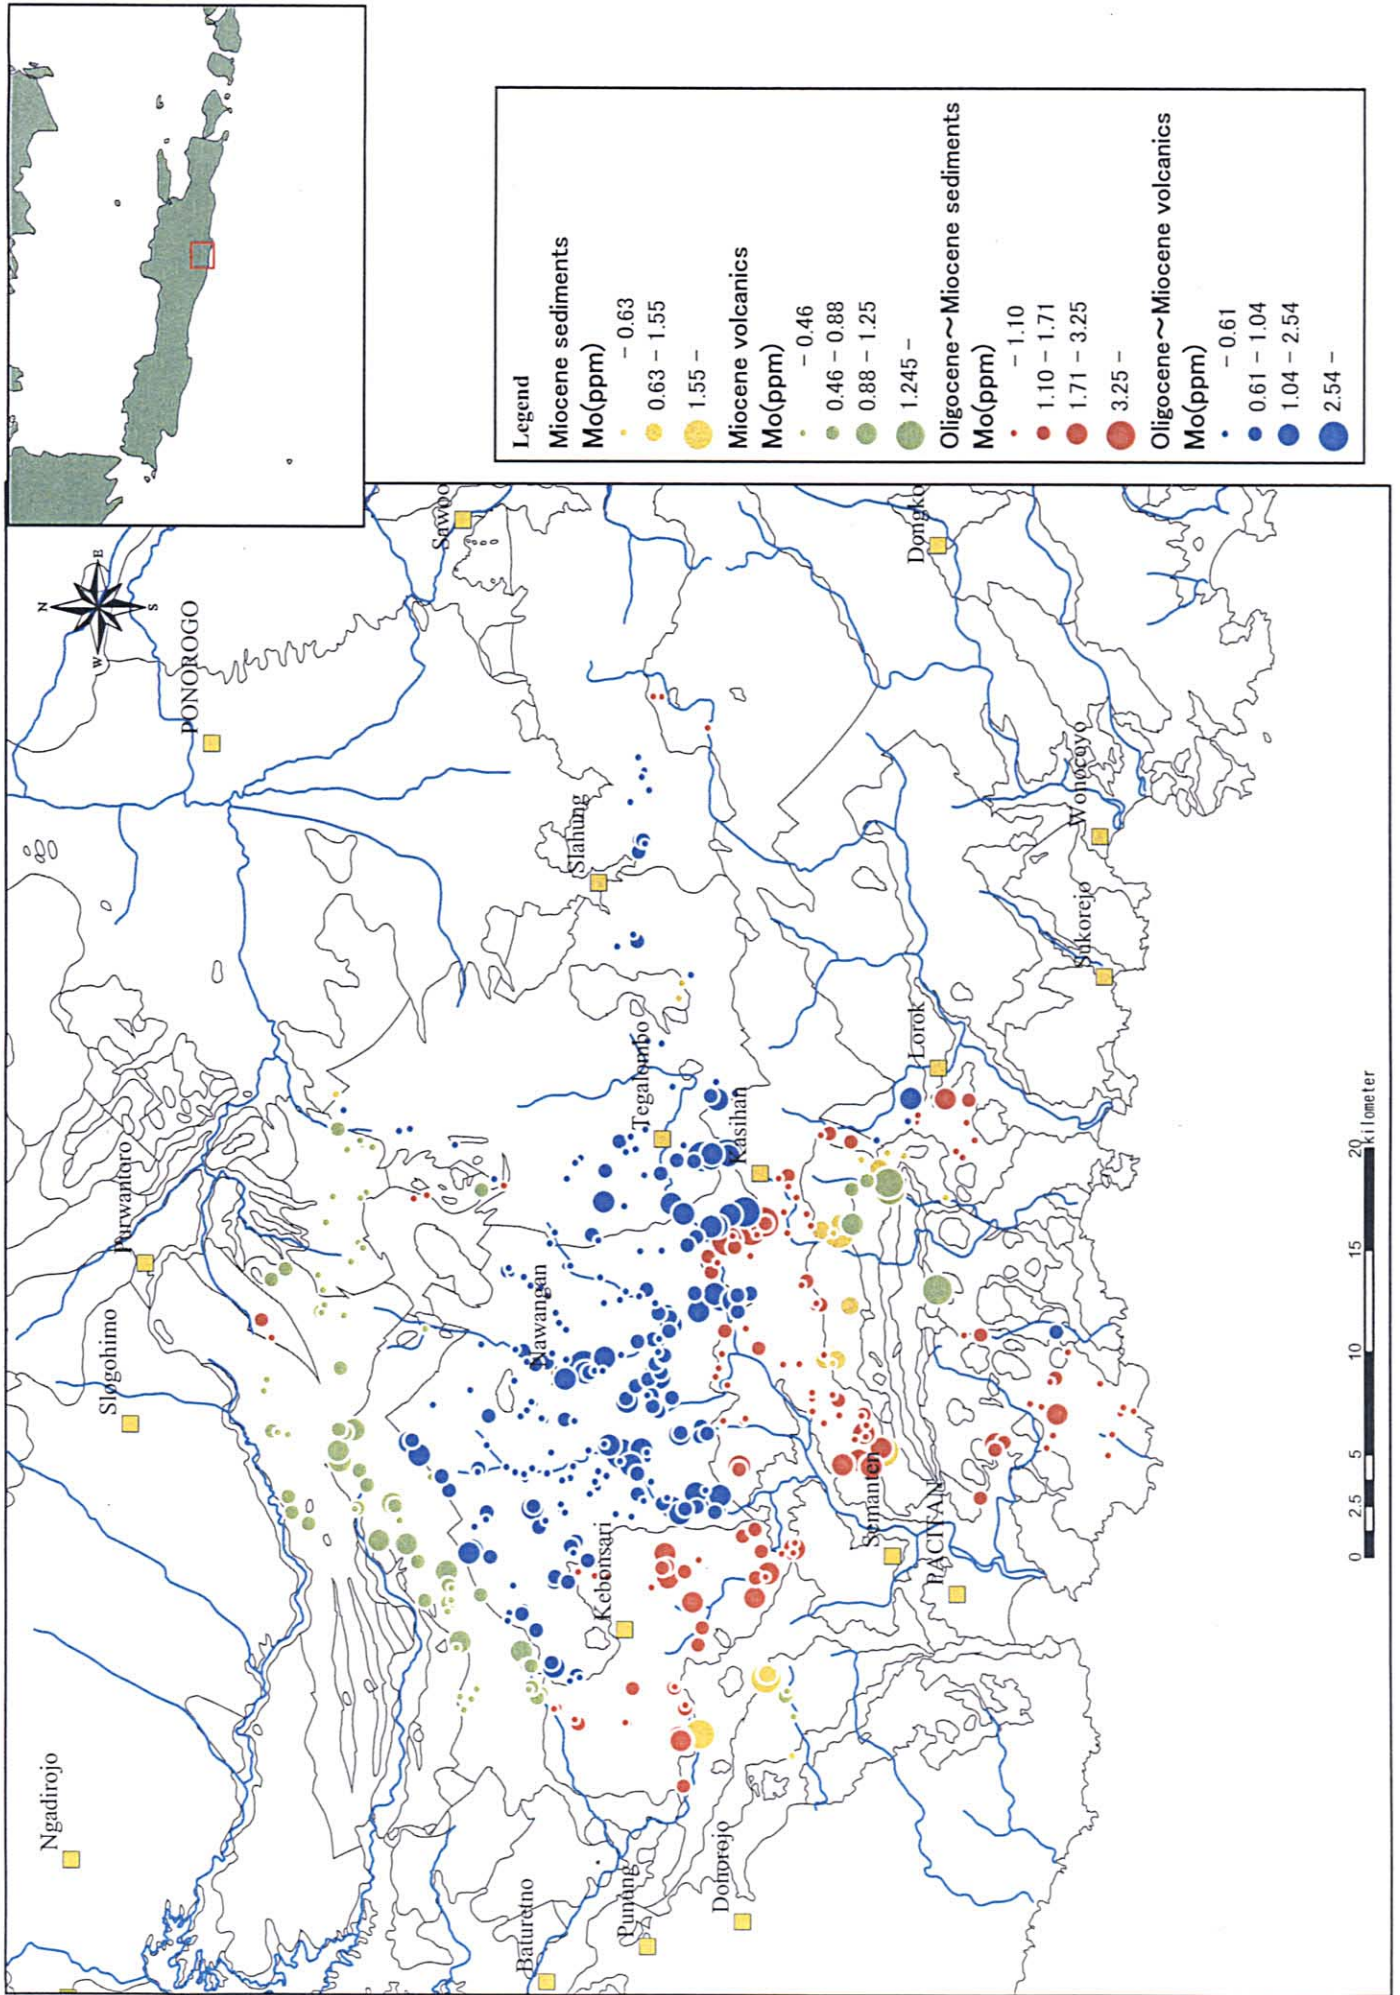 N
W
E
S
Ngadirojo
Slogohimo
Purwantoro
PONOROGO
Sawoo
Baturetno
Punung
Donorojo
Kebonsari
Nawangan
Tegalombo
Slahung
Kasihan
Semanten
PACITAN
Lorok
Dongko
Sukorejo
Wonocoyo
0
2.5
5
10
15
20
kilometer
Legend
Miocene sediments
Mo(ppm)
– 0.63
0.63 – 1.55
1.55 –
Miocene volcanics
Mo(ppm)
– 0.46
0.46 – 0.88
0.88 – 1.25
1.245 –
Oligocene~Miocene sediments
Mo(ppm)
– 1.10
1.10 – 1.71
1.71 – 3.25
3.25 –
Oligocene~Miocene volcanics
Mo(ppm)
– 0.61
0.61 – 1.04
1.04 – 2.54
2.54 –